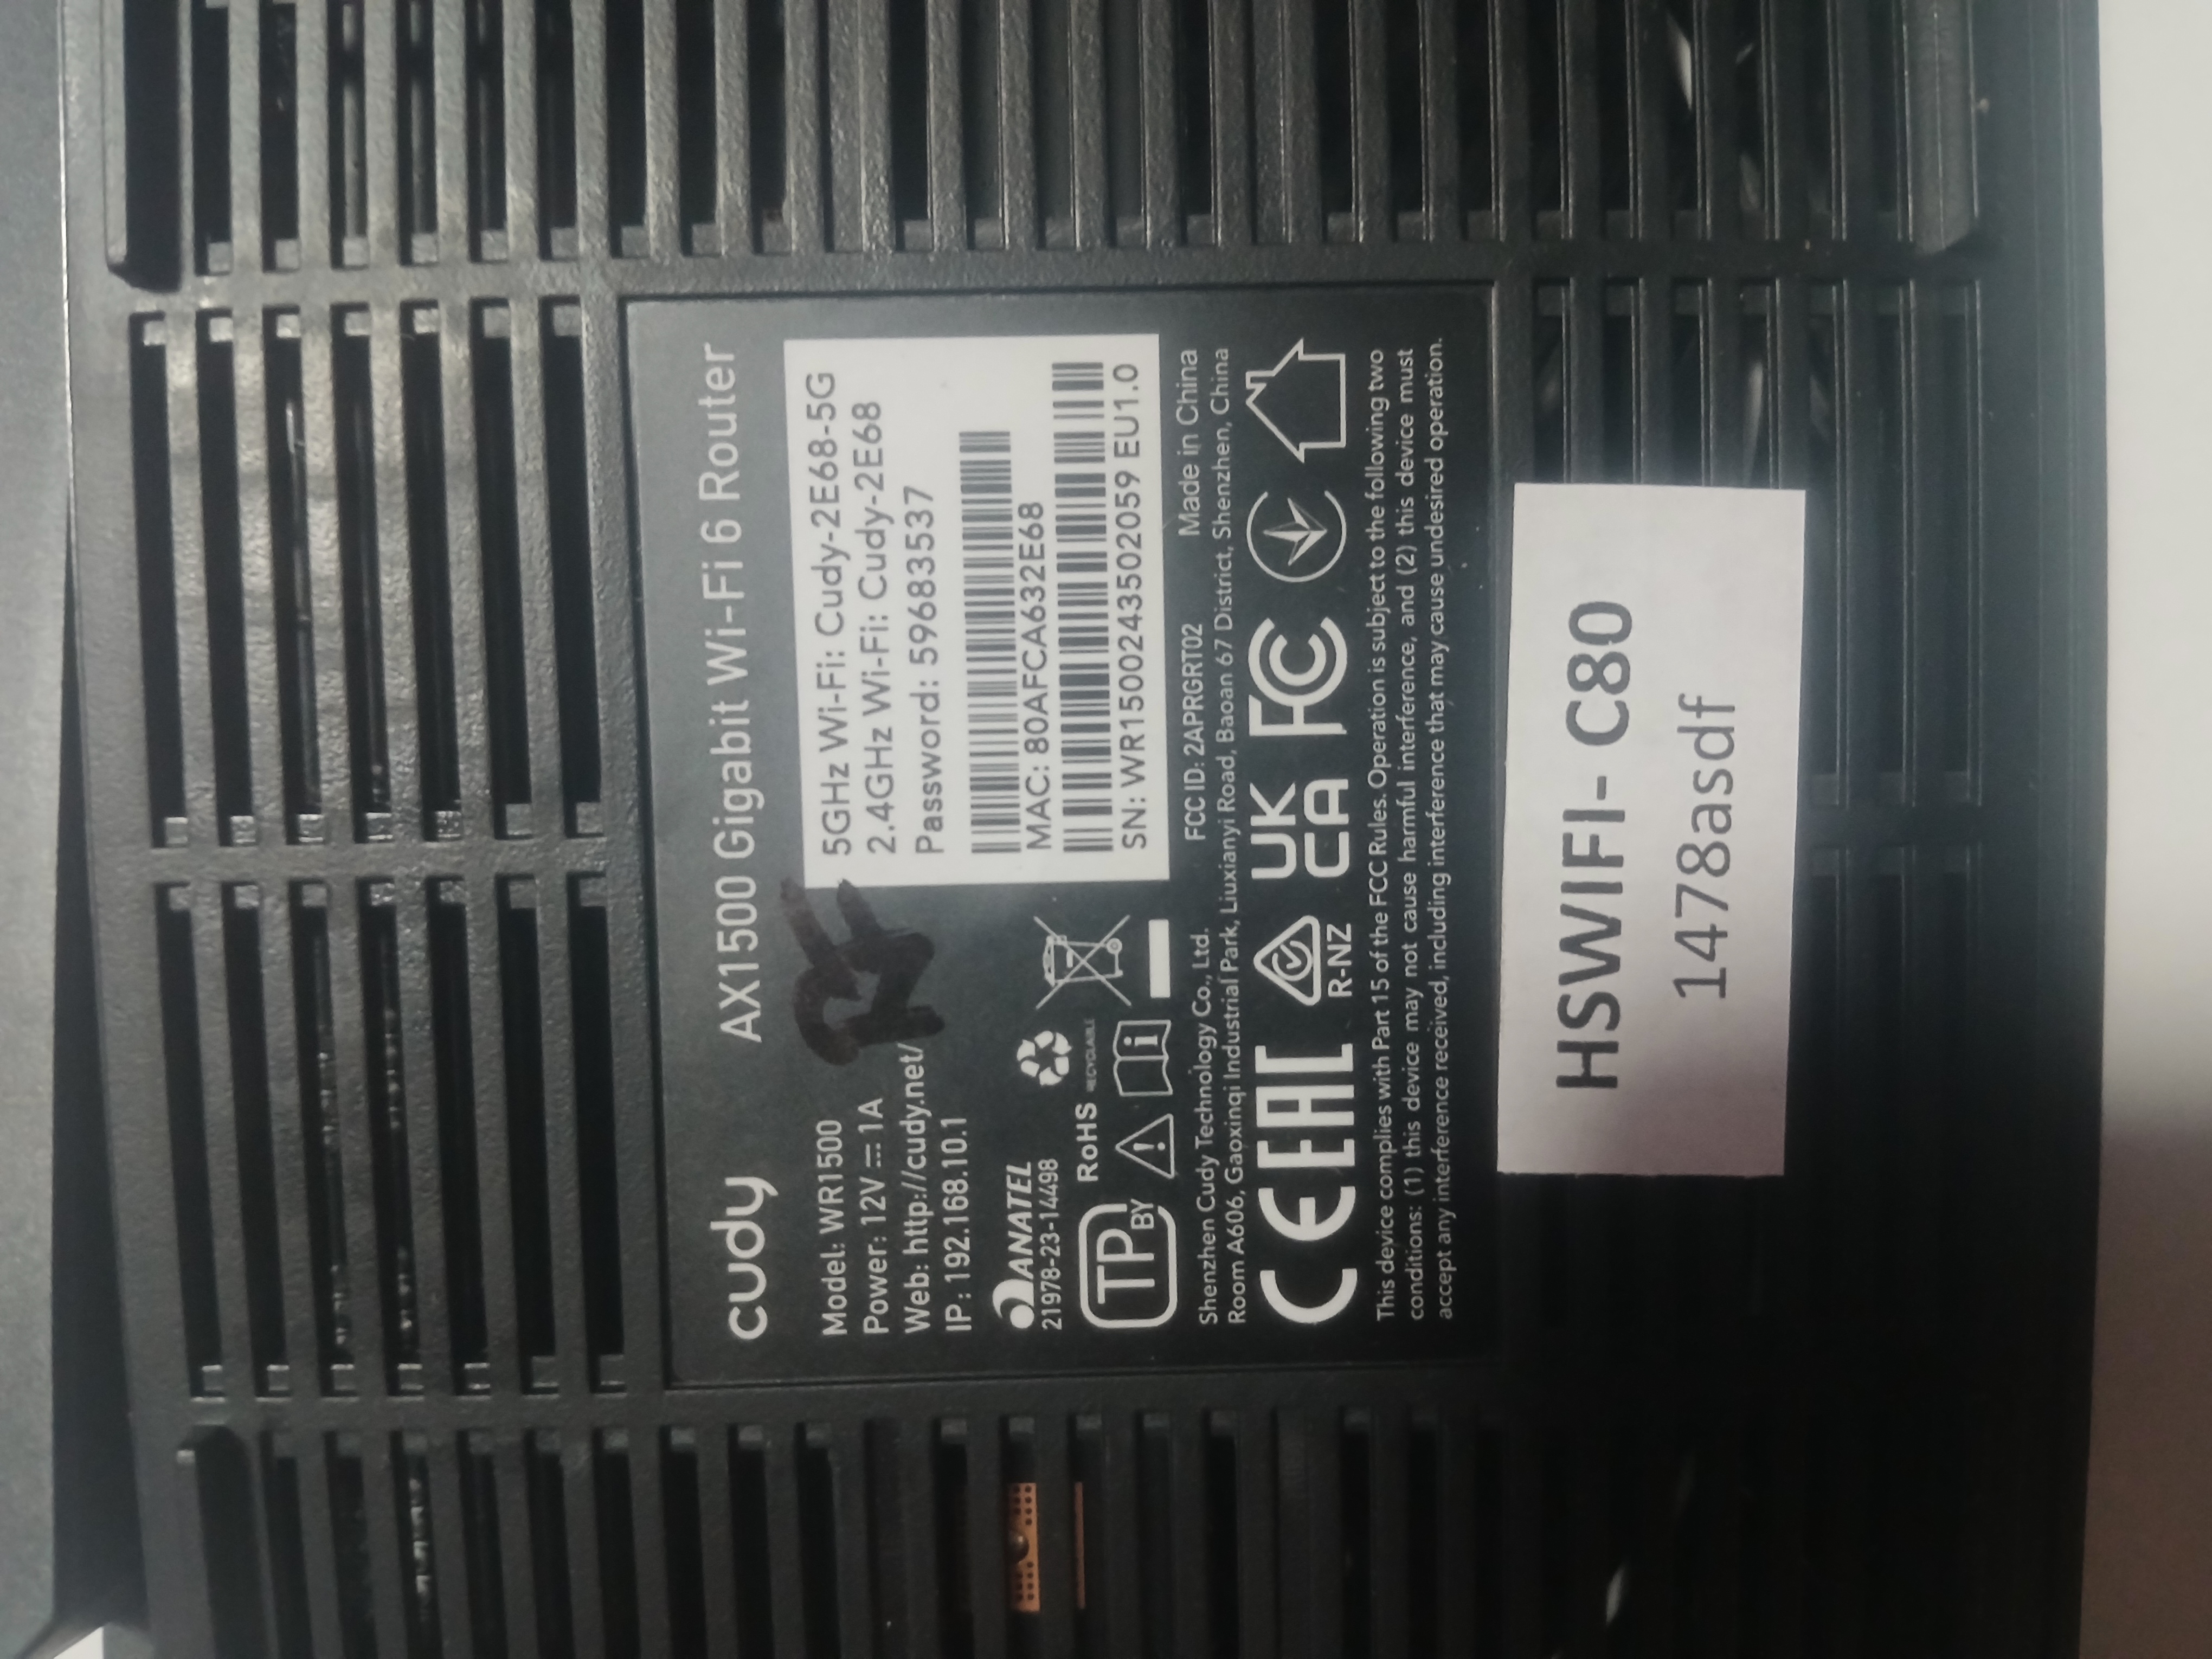 cudy AX1500 Gigabit Wi-Fi 6 Router
Model: WR1500
Power: 12V ⎓ 1A
Web: http://cudy.net/
IP: 192.168.10.1
5GHz Wi-Fi: Cudy-2E68-5G
2.4GHz Wi-Fi: Cudy-2E68
Password: 59683537
MAC: 80AFCA632E68
SN: WR1500243502059 EU1.0
ANATEL
21978-23-14498
RoHS
RECYCLABLE
TP
BY
FCC ID: 2APRGRT02 Made in China
Shenzhen Cudy Technology Co., Ltd.
Room A606, Gaoxinqi Industrial Park, Liuxianyi Road, Baoan 67 District, Shenzhen, China
CE EAC R-NZ UK CA FC
This device complies with Part 15 of the FCC Rules. Operation is subject to the following two
conditions: (1) this device may not cause harmful interference, and (2) this device must
accept any interference received, including interference that may cause undesired operation.
HSWIFI- C80
1478asdf